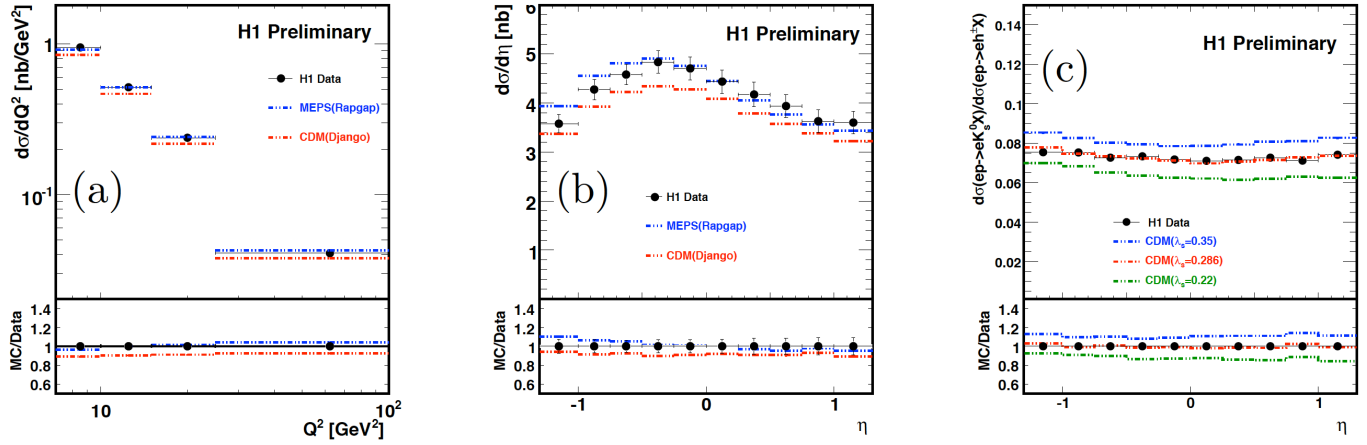 H1 Preliminary
dσ/dQ² [nb/GeV²]
1
10⁻¹
H1 Data
MEPS(Rapgap)
CDM(Django)
(a)
MC/Data
1.4
1.2
1
0.8
0.6
10
10²
Q² [GeV²]
H1 Preliminary
dσ/dη [nb]
6
5
4
3
2
1
(b)
H1 Data
MEPS(Rapgap)
CDM(Django)
MC/Data
1.4
1.2
1
0.8
0.6
-1
0
1
η
H1 Preliminary
dσ(ep->eK⁰ₛX)/dσ(ep->eh±X)
0.14
0.12
0.1
0.08
0.06
0.04
0.02
0
(c)
H1 Data
CDM(λₛ=0.35)
CDM(λₛ=0.286)
CDM(λₛ=0.22)
MC/Data
1.4
1.2
1
0.8
0.6
-1
0
1
η